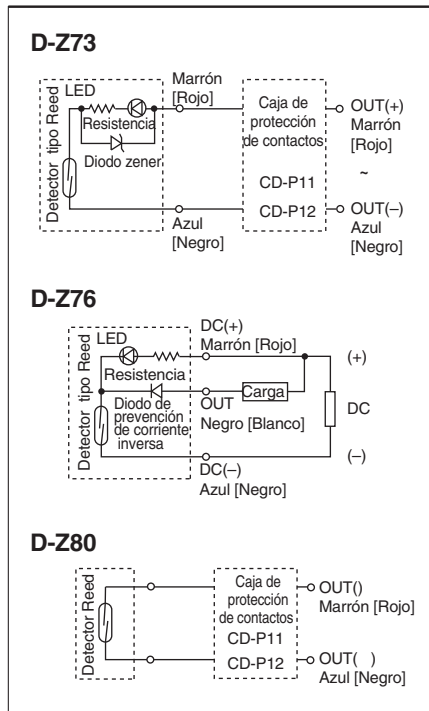 D-Z73
LED
Marrón
[Rojo]
Resistencia
Diodo zener
Detector tipo Reed
Azul
[Negro]
Caja de
protección
de contactos
CD-P11
CD-P12
OUT(+)
Marrón
[Rojo]
~
OUT(–)
Azul
[Negro]
D-Z76
LED
DC(+)
Marrón [Rojo]
Resistencia
Diodo de
prevención
de corriente
inversa
Detector tipo Reed
OUT
Negro [Blanco]
Carga
(+)
DC
(–)
DC(–)
Azul [Negro]
D-Z80
Detector Reed
Caja de
protección
de contactos
CD-P11
CD-P12
OUT()
Marrón [Rojo]
OUT( )
Azul [Negro]